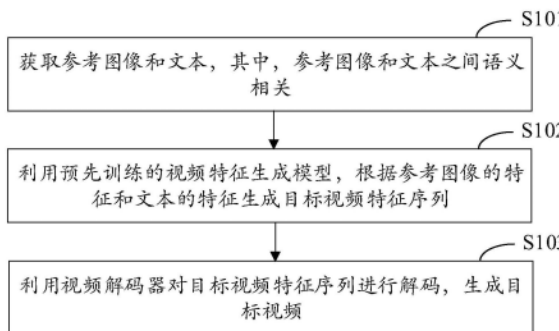 S101
获取参考图像和文本，其中，参考图像和文本之间语义
相关
S102
利用预先训练的视频特征生成模型，根据参考图像的特
征和文本的特征生成目标视频特征序列
S103
利用视频解码器对目标视频特征序列进行解码，生成目
标视频